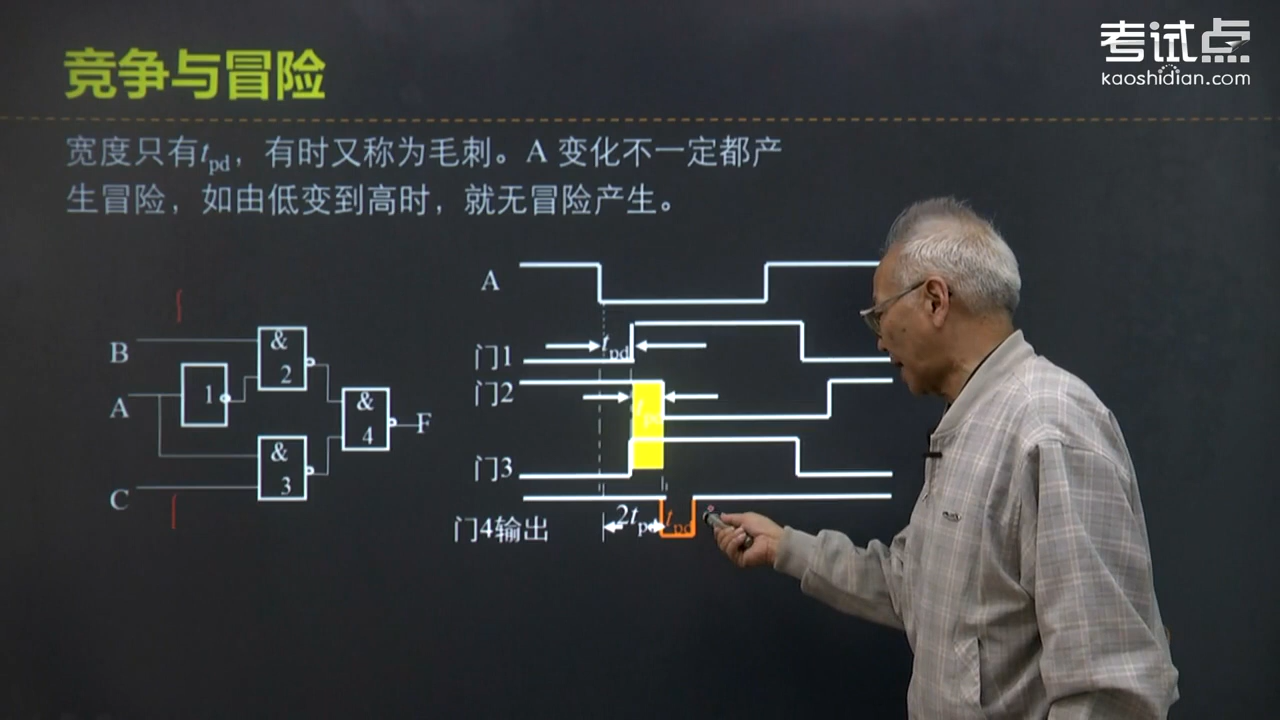 考试点
kaoshidian.com
竞争与冒险
宽度只有tpd，有时又称为毛刺。A 变化不一定都产
生冒险，如由低变到高时，就无冒险产生。
A
门1
tpd
门2
tpd
门3
门4输出
2tpd
tpd
B
&
2
A
1
&
4
F
&
3
C